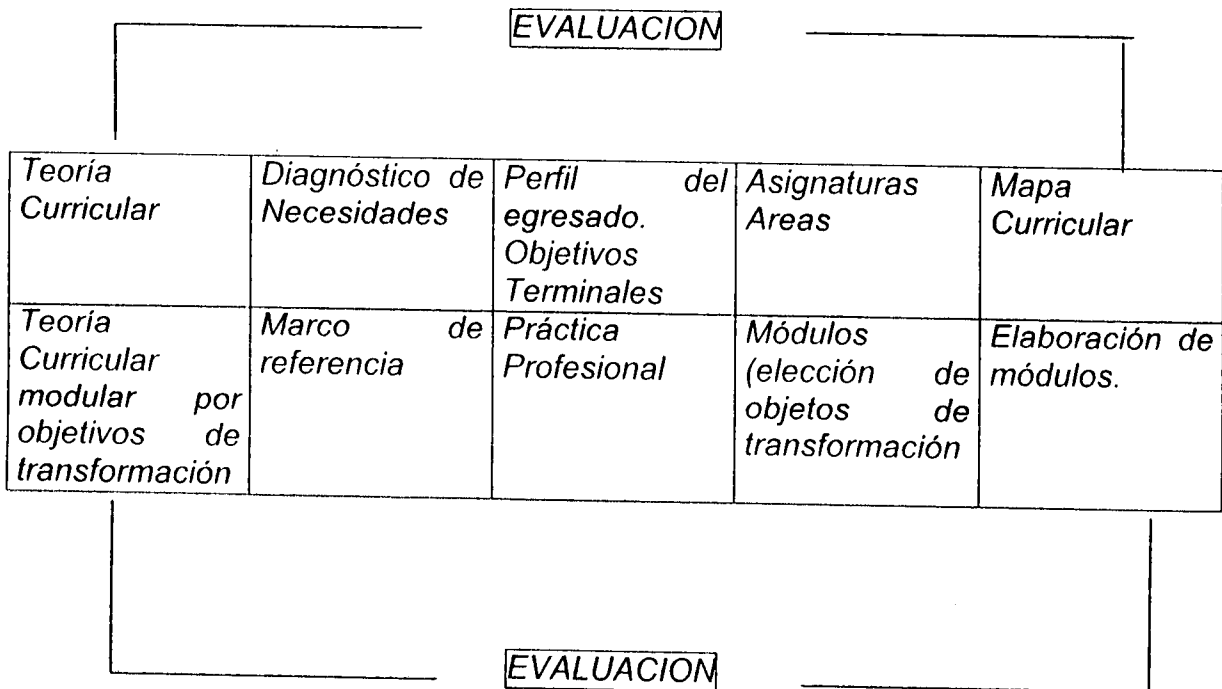 EVALUACION
Teoría
Curricular
Diagnóstico de
Necesidades
Perfil del
egresado.
Objetivos
Terminales
Asignaturas
Areas
Mapa
Curricular
Teoría
Curricular
modular por
objetivos de
transformación
Marco de
referencia
Práctica
Profesional
Módulos
(elección de
objetos de
transformación
Elaboración de
módulos.
EVALUACION